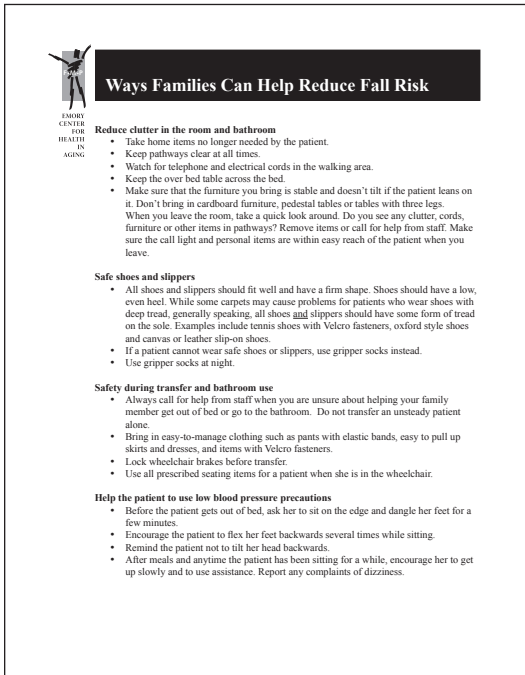 Ways Families Can Help Reduce Fall Risk
EMORY
CENTER
FOR
HEALTH
IN
AGING
Reduce clutter in the room and bathroom
• Take home items no longer needed by the patient.
• Keep pathways clear at all times.
• Watch for telephone and electrical cords in the walking area.
• Keep the over bed table across the bed.
• Make sure that the furniture you bring is stable and doesn't tilt if the patient leans on
it. Don't bring in cardboard furniture, pedestal tables or tables with three legs.
When you leave the room, take a quick look around. Do you see any clutter, cords,
furniture or other items in pathways? Remove items or call for help from staff. Make
sure the call light and personal items are within easy reach of the patient when you
leave.
Safe shoes and slippers
• All shoes and slippers should fit well and have a firm shape. Shoes should have a low,
even heel. While some carpets may cause problems for patients who wear shoes with
deep tread, generally speaking, all shoes and slippers should have some form of tread
on the sole. Examples include tennis shoes with Velcro fasteners, oxford style shoes
and canvas or leather slip-on shoes.
• If a patient cannot wear safe shoes or slippers, use gripper socks instead.
• Use gripper socks at night.
Safety during transfer and bathroom use
• Always call for help from staff when you are unsure about helping your family
member get out of bed or go to the bathroom. Do not transfer an unsteady patient
alone.
• Bring in easy-to-manage clothing such as pants with elastic bands, easy to pull up
skirts and dresses, and items with Velcro fasteners.
• Lock wheelchair brakes before transfer.
• Use all prescribed seating items for a patient when she is in the wheelchair.
Help the patient to use low blood pressure precautions
• Before the patient gets out of bed, ask her to sit on the edge and dangle her feet for a
few minutes.
• Encourage the patient to flex her feet backwards several times while sitting.
• Remind the patient not to tilt her head backwards.
• After meals and anytime the patient has been sitting for a while, encourage her to get
up slowly and to use assistance. Report any complaints of dizziness.